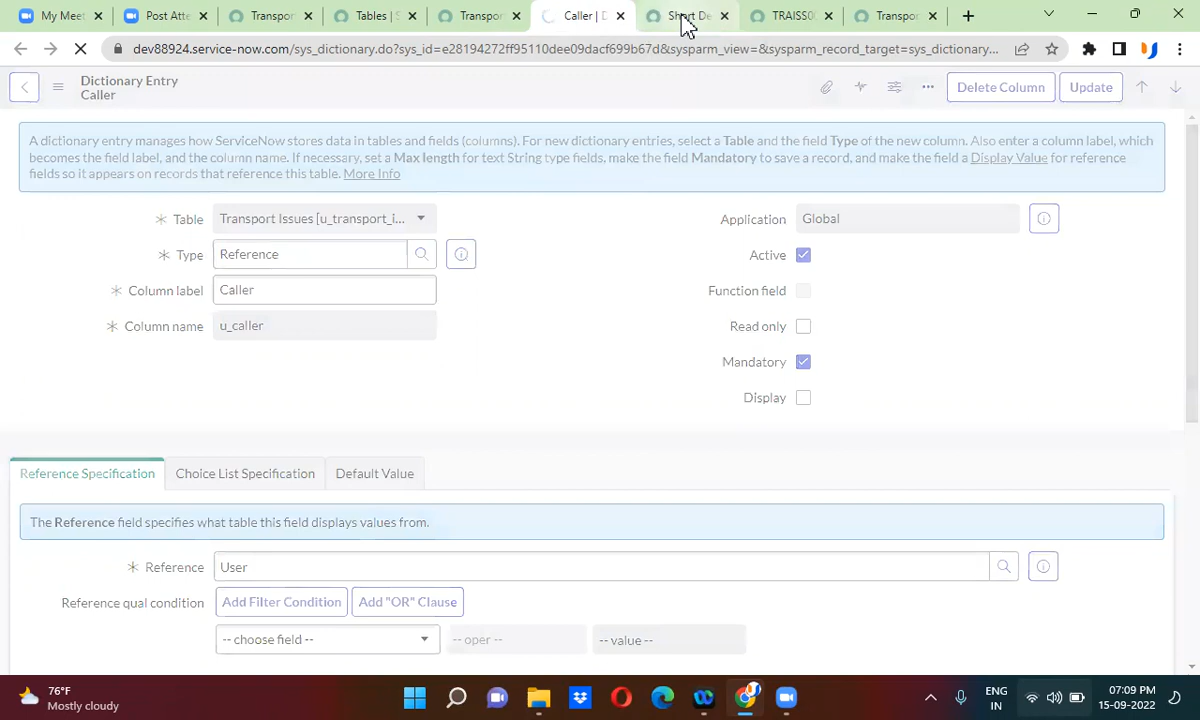 My Meet
Post Atte
Transpor
Tables | S
Transpor
Caller | D
Short De
TRAISS0
Transpor
dev88924.service-now.com/sys_dictionary.do?sys_id=e28194272ff95110dee09dacf699b67d&sysparm_view=&sysparm_record_target=sys_dictionary...
Dictionary Entry
Caller
Delete Column
Update
A dictionary entry manages how ServiceNow stores data in tables and fields (columns). For new dictionary entries, select a Table and the field Type of the new column. Also enter a column label, which
becomes the field label, and the column name. If necessary, set a Max length for text String type fields, make the field Mandatory to save a record, and make the field a Display Value for reference
fields so it appears on records that reference this table. More Info
Table Transport Issues [u_transport_i...
Application Global
Type Reference
Active
Column label Caller
Function field
Column name u_caller
Read only
Mandatory
Display
Reference Specification
Choice List Specification
Default Value
The Reference field specifies what table this field displays values from.
Reference User
Reference qual condition
Add Filter Condition
Add "OR" Clause
-- choose field --
-- oper --
-- value --
76°F
Mostly cloudy
ENG
IN
07:09 PM
15-09-2022